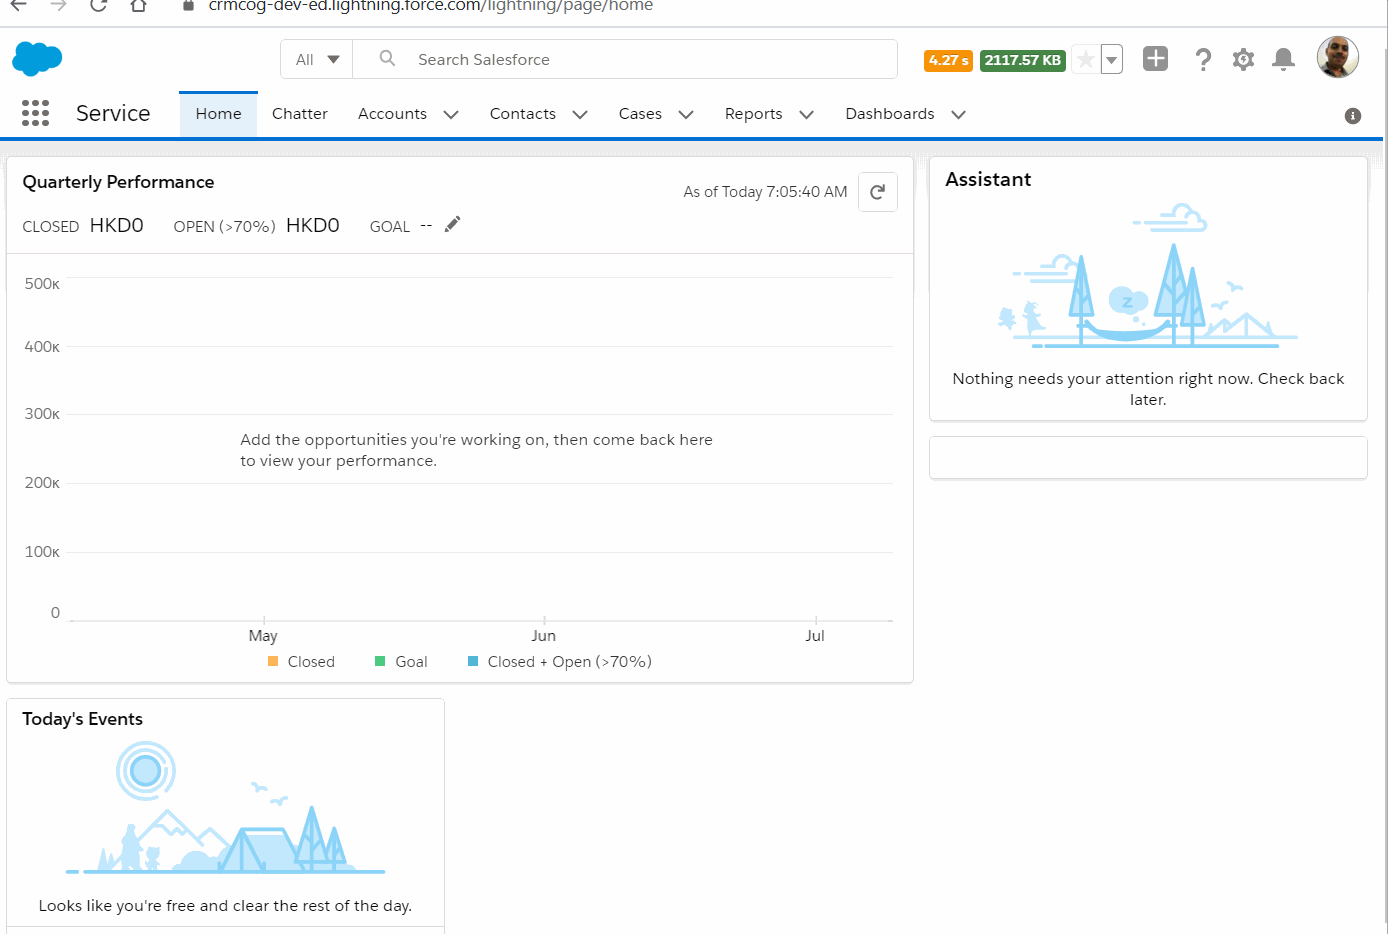 crmcog-dev-ed.lightning.force.com/lightning/page/home
All
Search Salesforce
4.27 s
2117.57 KB
Service
Home
Chatter
Accounts
Contacts
Cases
Reports
Dashboards
Quarterly Performance
As of Today 7:05:40 AM
CLOSED HKD0 OPEN (>70%) HKD0 GOAL --
500K
400K
300K
200K
100K
0
Add the opportunities you're working on, then come back here
to view your performance.
May
Jun
Jul
Closed
Goal
Closed + Open (>70%)
Assistant
z
Nothing needs your attention right now. Check back
later.
Today's Events
Looks like you're free and clear the rest of the day.